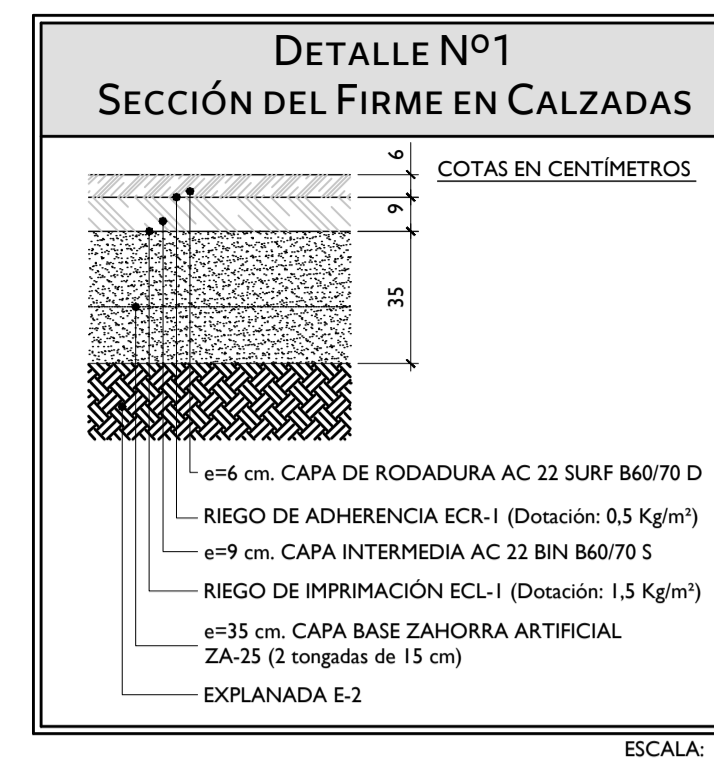 DETALLE Nº1
SECCIÓN DEL FIRME EN CALZADAS
6
COTAS EN CENTÍMETROS
9
35
e=6 cm. CAPA DE RODADURA AC 22 SURF B60/70 D
RIEGO DE ADHERENCIA ECR-1 (Dotación: 0,5 Kg/m²)
e=9 cm. CAPA INTERMEDIA AC 22 BIN B60/70 S
RIEGO DE IMPRIMACIÓN ECL-1 (Dotación: 1,5 Kg/m²)
e=35 cm. CAPA BASE ZAHORRA ARTIFICIAL
ZA-25 (2 tongadas de 15 cm)
EXPLANADA E-2
ESCALA: